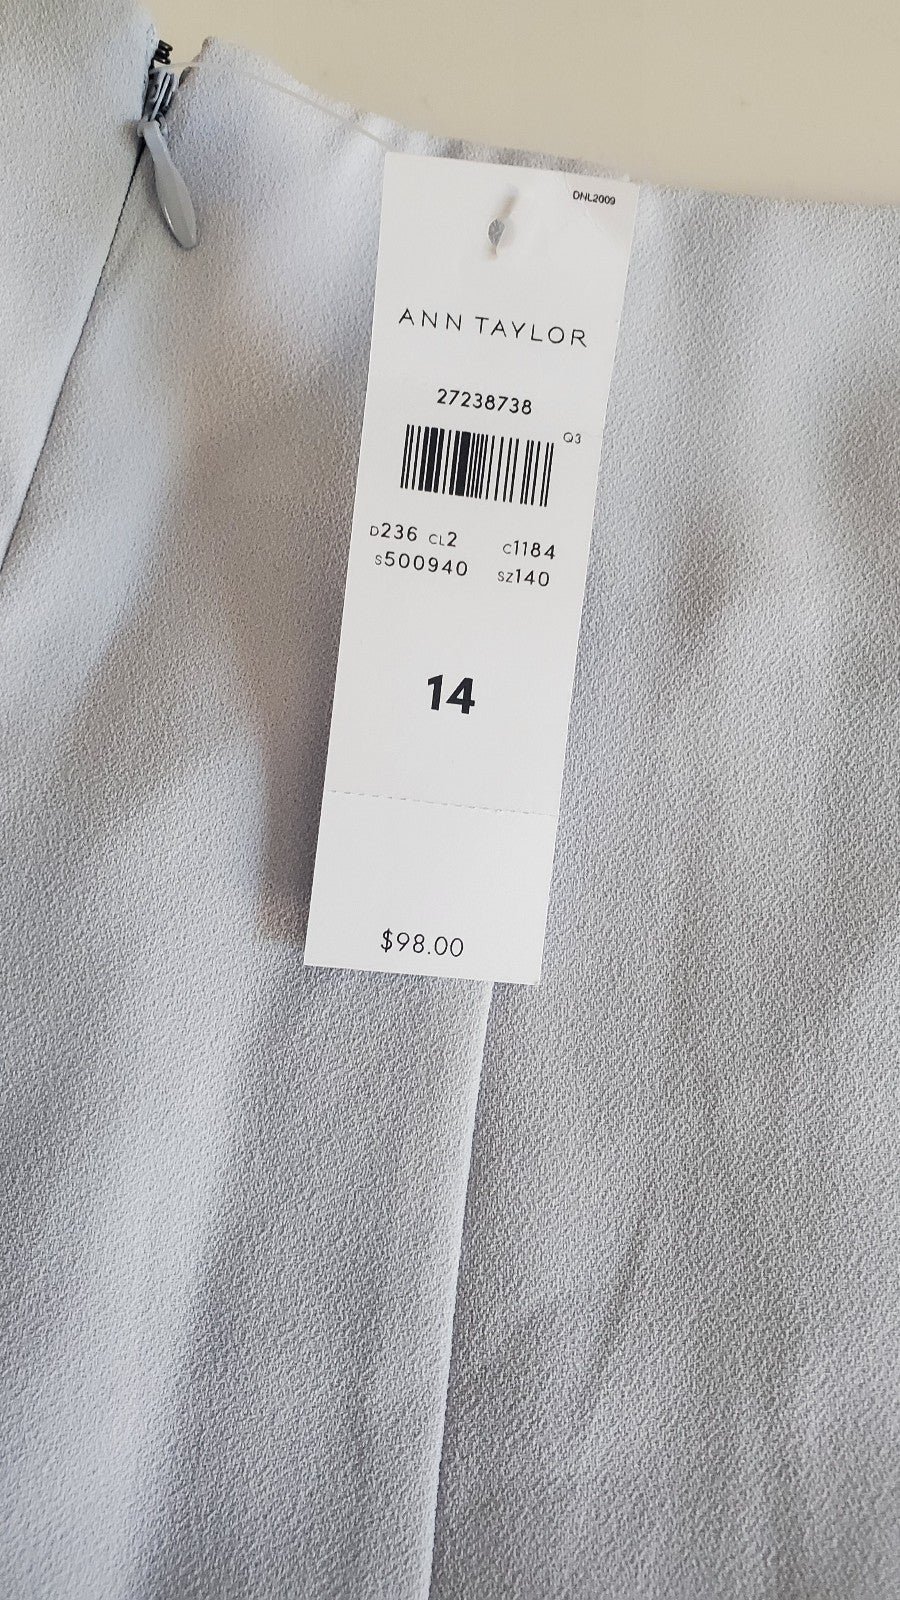 DNL2009
ANN TAYLOR
27238738
Q3
D236 CL2 C1184
S500940 SZ140
14
$98.00